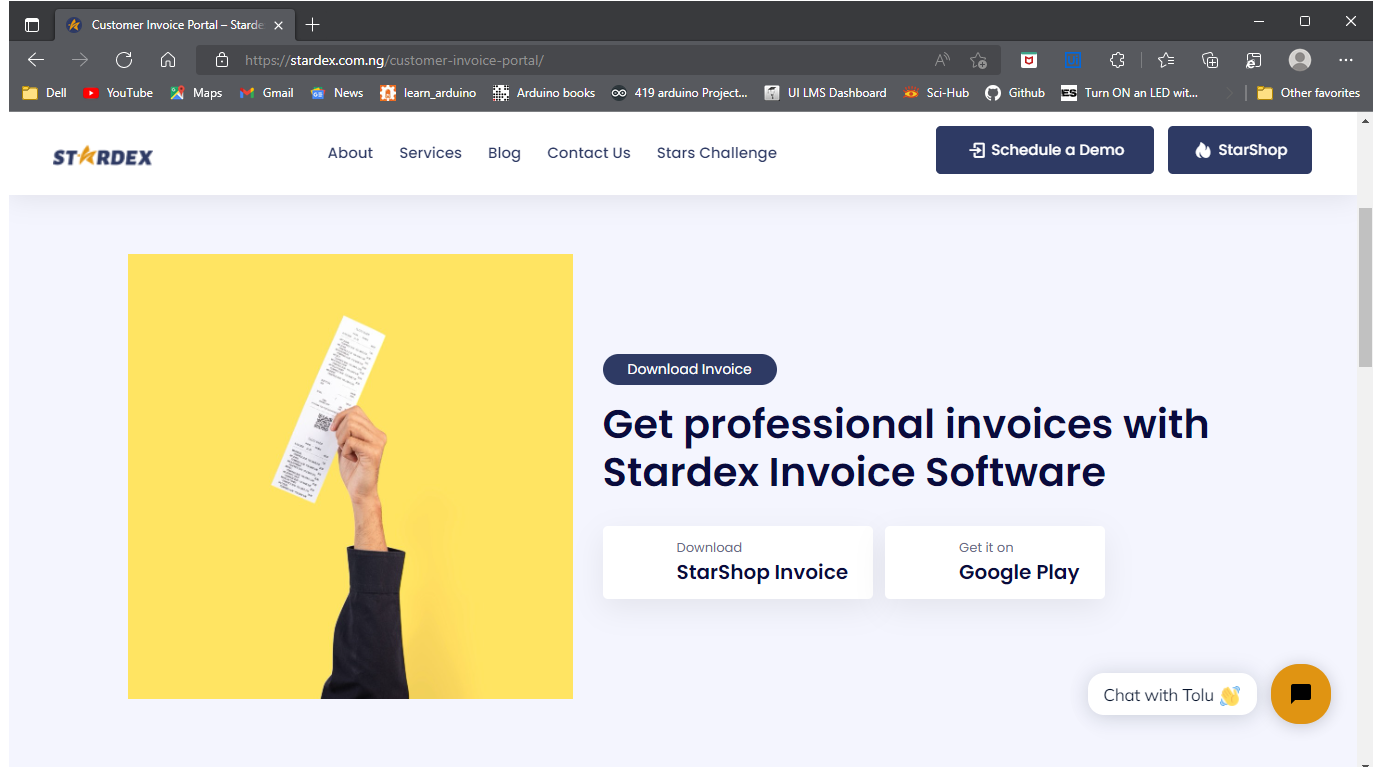 Customer Invoice Portal – Starde
https://stardex.com.ng/customer-invoice-portal/
Dell
YouTube
Maps
Gmail
News
learn_arduino
Arduino books
419 arduino Project...
UI LMS Dashboard
Sci-Hub
Github
Turn ON an LED wit...
Other favorites
STARDEX
About
Services
Blog
Contact Us
Stars Challenge
Schedule a Demo
StarShop
Download Invoice
Get professional invoices with
Stardex Invoice Software
Download
StarShop Invoice
Get it on
Google Play
Chat with Tolu 👋